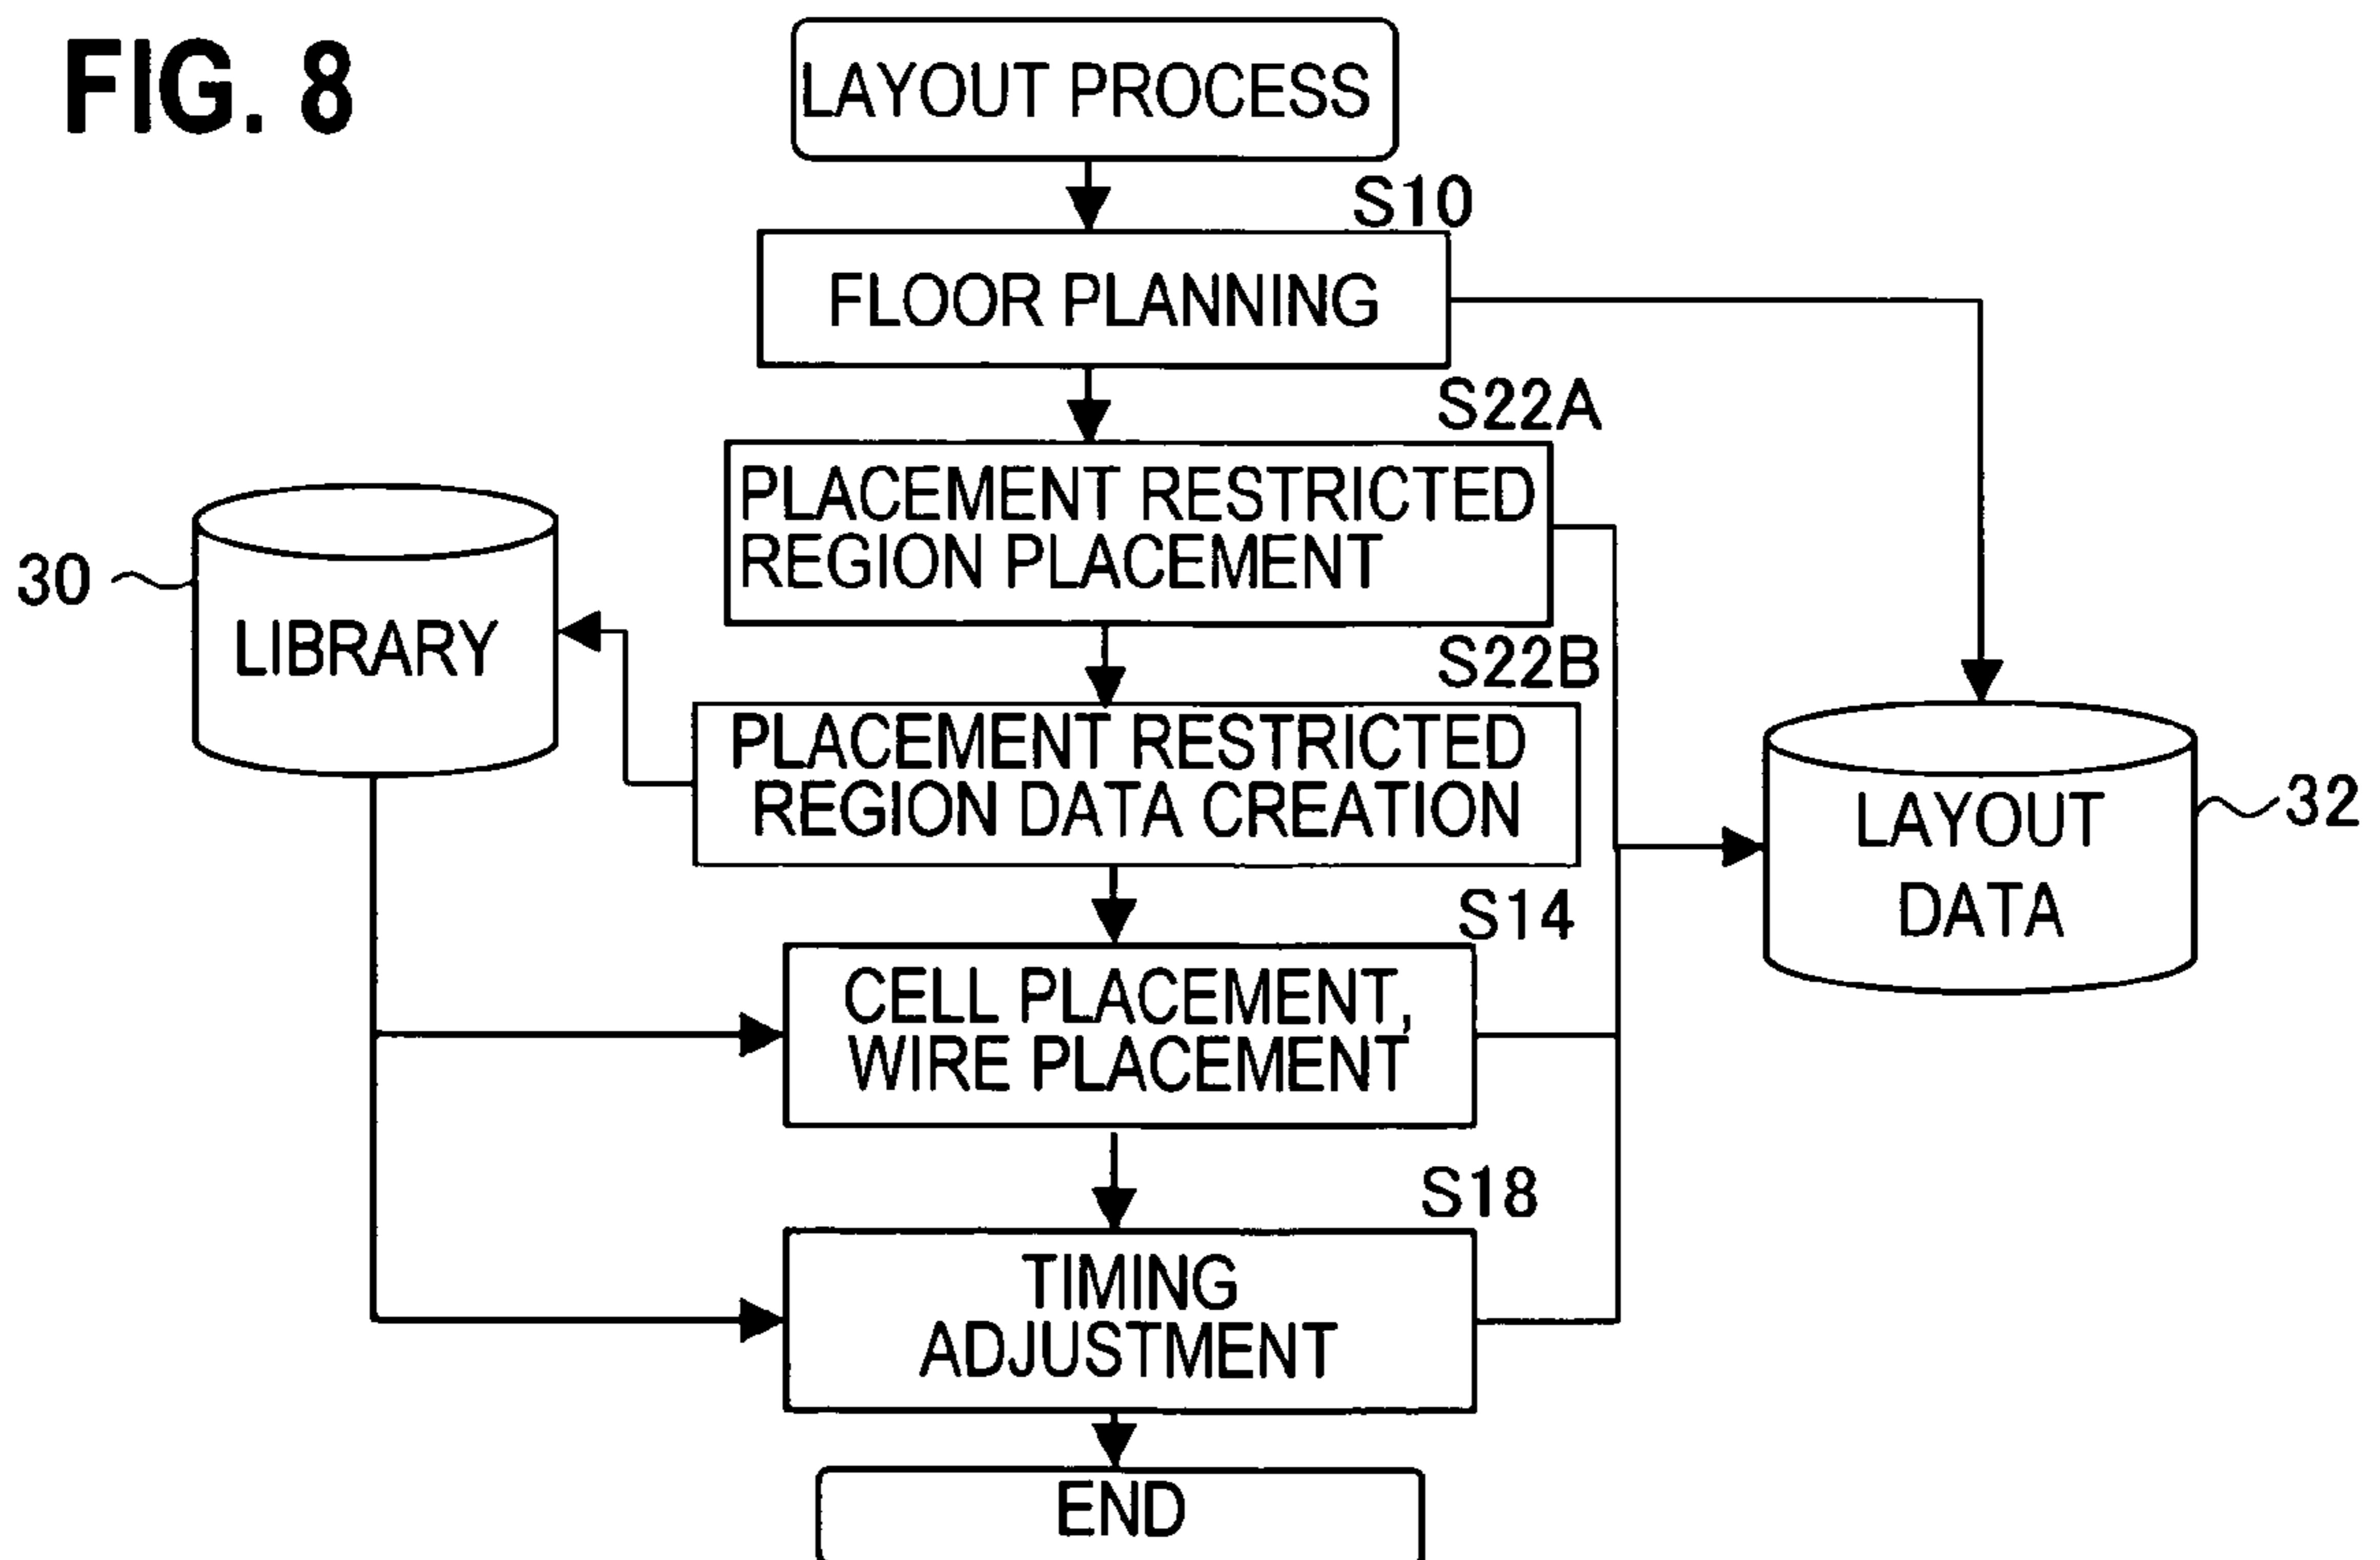 FIG. 8
LAYOUT PROCESS
S10
FLOOR PLANNING
S22A
PLACEMENT RESTRICTED
REGION PLACEMENT
30
LIBRARY
S22B
PLACEMENT RESTRICTED
REGION DATA CREATION
32
LAYOUT
DATA
S14
CELL PLACEMENT,
WIRE PLACEMENT
S18
TIMING
ADJUSTMENT
END